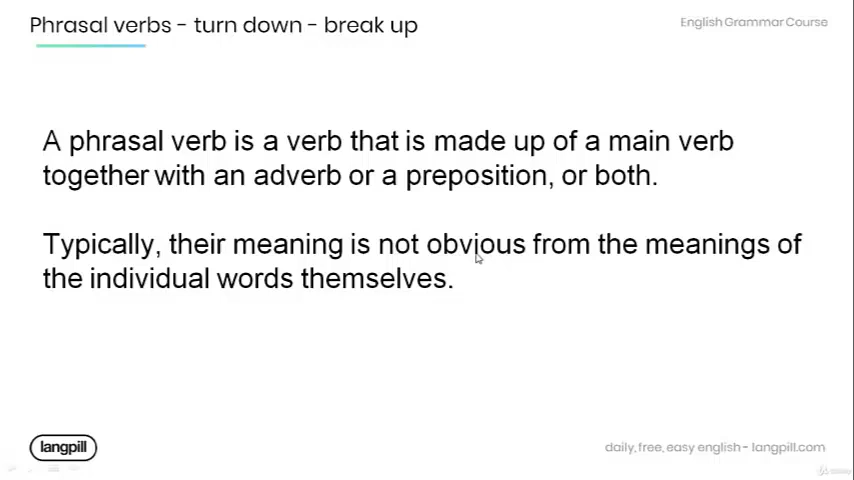 Phrasal verbs - turn down - break up
English Grammar Course
A phrasal verb is a verb that is made up of a main verb
together with an adverb or a preposition, or both.
Typically, their meaning is not obvious from the meanings of
the individual words themselves.
langpill
daily, free, easy english - langpill.com